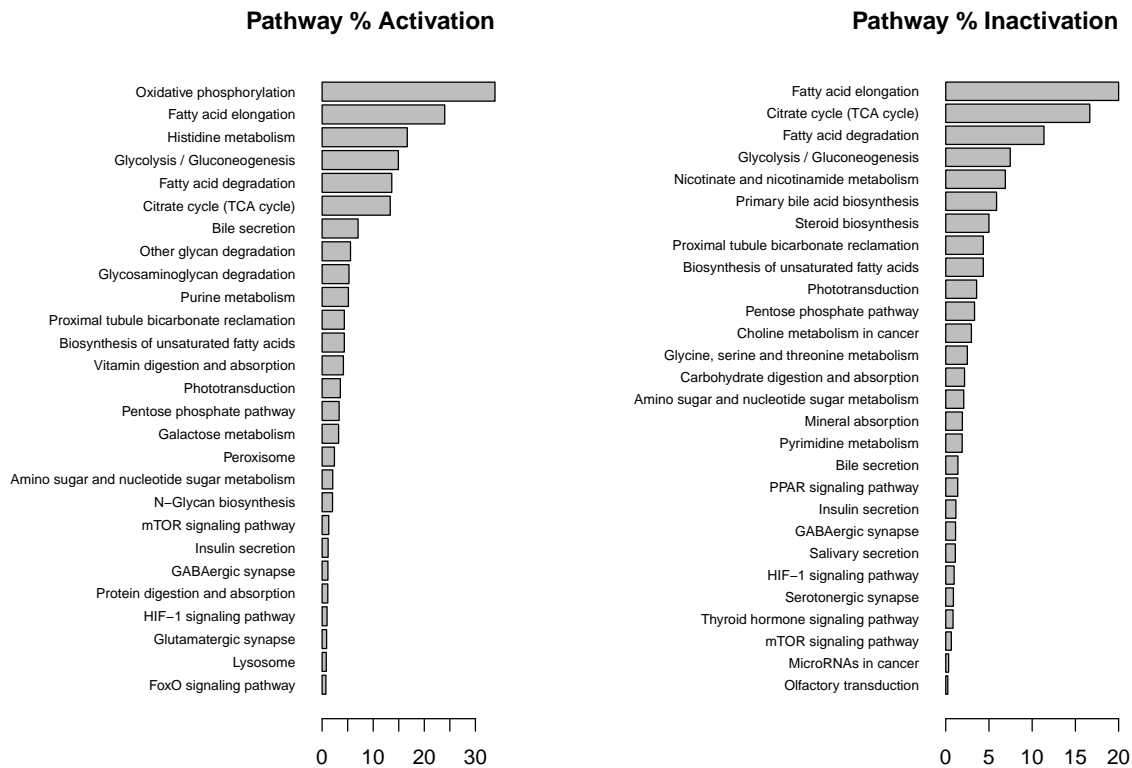 Pathway % Activation
Oxidative phosphorylation
Fatty acid elongation
Histidine metabolism
Glycolysis / Gluconeogenesis
Fatty acid degradation
Citrate cycle (TCA cycle)
Bile secretion
Other glycan degradation
Glycosaminoglycan degradation
Purine metabolism
Proximal tubule bicarbonate reclamation
Biosynthesis of unsaturated fatty acids
Vitamin digestion and absorption
Phototransduction
Pentose phosphate pathway
Galactose metabolism
Peroxisome
Amino sugar and nucleotide sugar metabolism
N−Glycan biosynthesis
mTOR signaling pathway
Insulin secretion
GABAergic synapse
Protein digestion and absorption
HIF−1 signaling pathway
Glutamatergic synapse
Lysosome
FoxO signaling pathway
0 10 20 30
Pathway % Inactivation
Fatty acid elongation
Citrate cycle (TCA cycle)
Fatty acid degradation
Glycolysis / Gluconeogenesis
Nicotinate and nicotinamide metabolism
Primary bile acid biosynthesis
Steroid biosynthesis
Proximal tubule bicarbonate reclamation
Biosynthesis of unsaturated fatty acids
Phototransduction
Pentose phosphate pathway
Choline metabolism in cancer
Glycine, serine and threonine metabolism
Carbohydrate digestion and absorption
Amino sugar and nucleotide sugar metabolism
Mineral absorption
Pyrimidine metabolism
Bile secretion
PPAR signaling pathway
Insulin secretion
GABAergic synapse
Salivary secretion
HIF−1 signaling pathway
Serotonergic synapse
Thyroid hormone signaling pathway
mTOR signaling pathway
MicroRNAs in cancer
Olfactory transduction
0 5 10 15 20